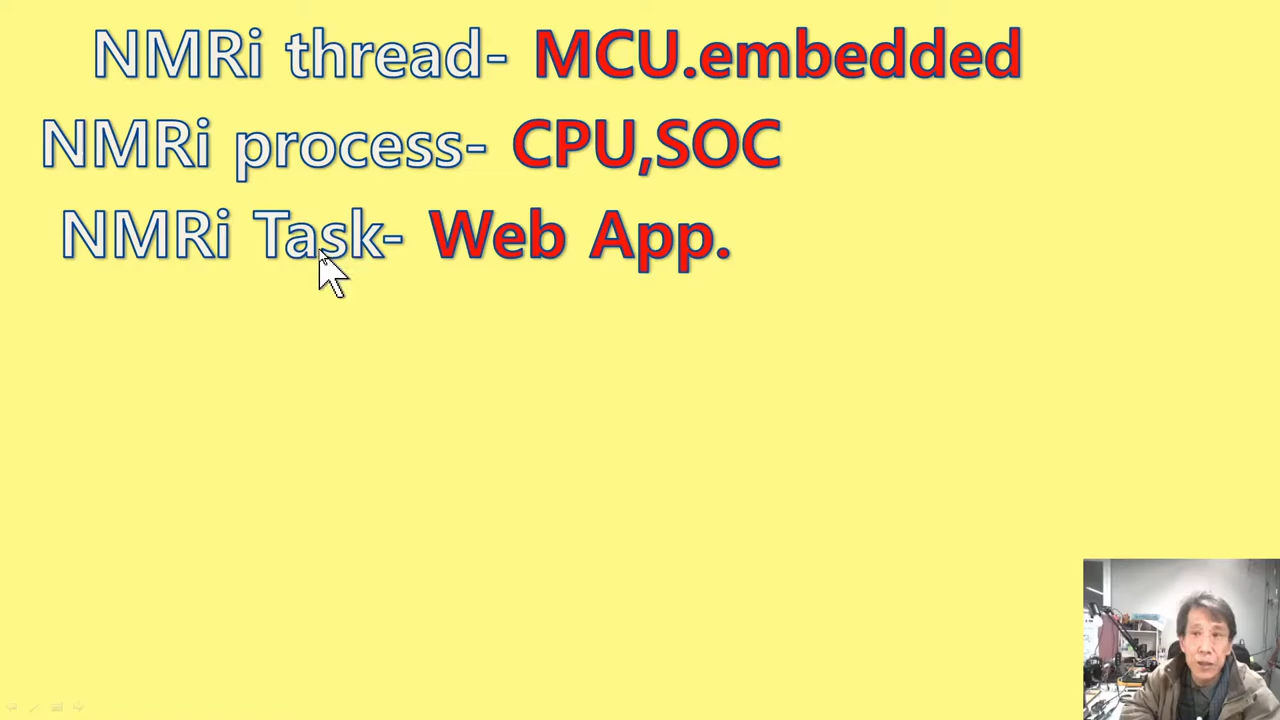 NMRi thread- MCU.embedded
NMRi process- CPU,SOC
NMRi Task- Web App.